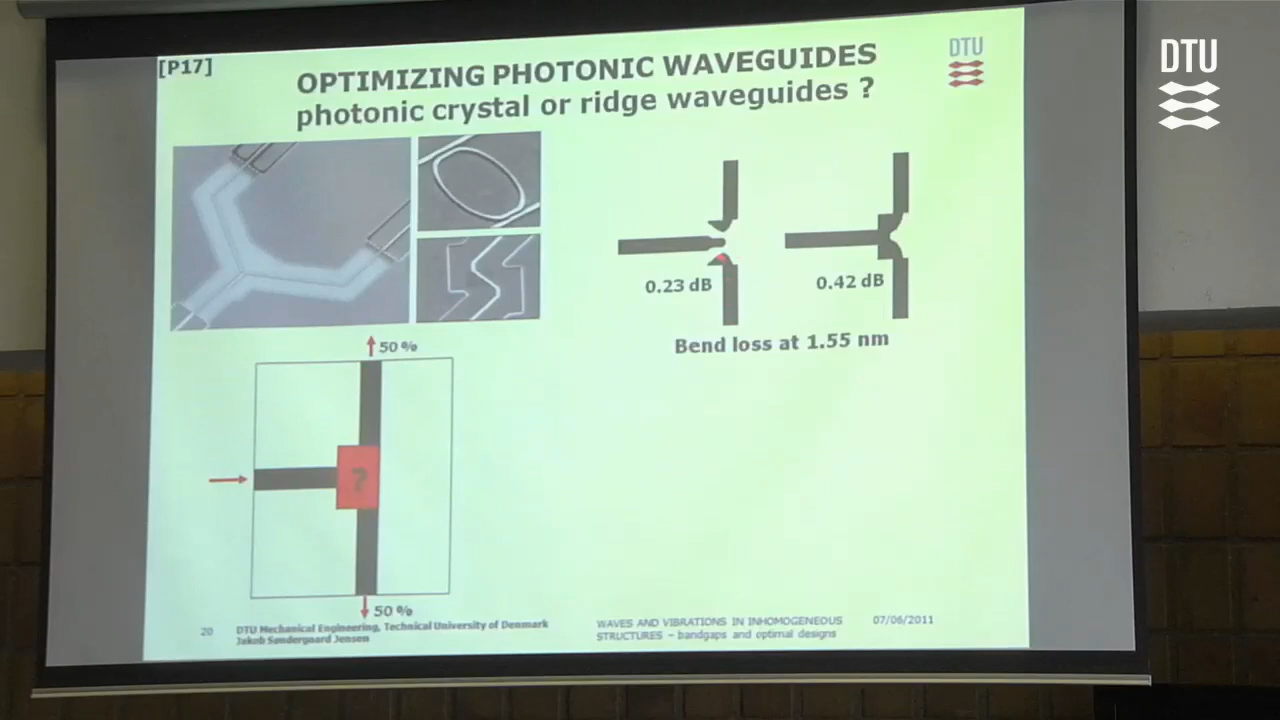 [P17]
OPTIMIZING PHOTONIC WAVEGUIDES
photonic crystal or ridge waveguides ?
DTU
DTU
0.23 dB
0.42 dB
Bend loss at 1.55 nm
50 %
?
50 %
20
DTU Mechanical Engineering, Technical University of Denmark
Jakob Søndergaard Jensen
WAVES AND VIBRATIONS IN INHOMOGENEOUS
STRUCTURES – bandgaps and optimal designs
07/06/2011